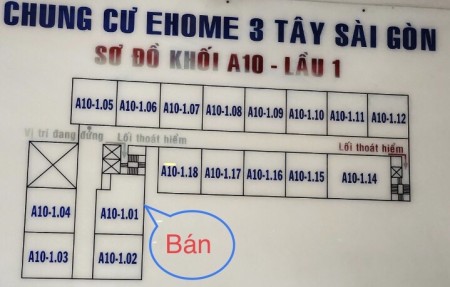 CHUNG CƯ EHOME 3 TÂY SÀI GÒN
SƠ ĐỒ KHỐI A10 - LẦU 1
A10-1.05 A10-1.06 A10-1.07 A10-1.08 A10-1.09 A10-1.10 A10-1.11 A10-1.12
Vị trí đang đứng Lối thoát hiểm Lối thoát hiểm
A10-1.18 A10-1.17 A10-1.16 A10-1.15 A10-1.14
A10-1.04 A10-1.01
Bán
A10-1.03 A10-1.02